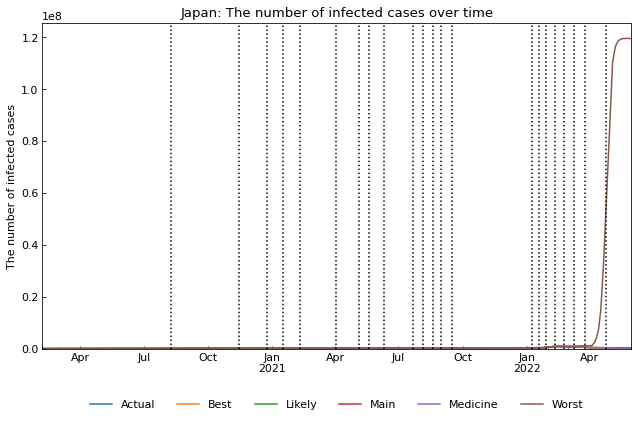 Japan: The number of infected cases over time
1e8
1.2
1.0
0.8
0.6
0.4
0.2
0.0
The number of infected cases
Apr Jul Oct Jan Apr Jul Oct Jan Apr
2021 2022
Actual Best Likely Main Medicine Worst